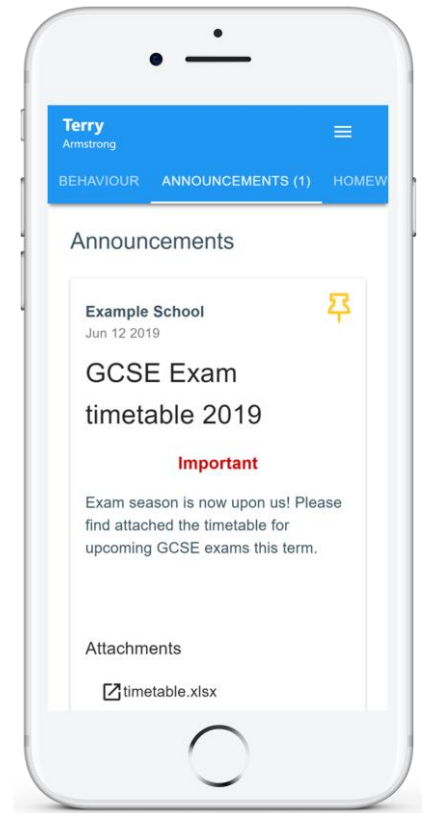 Terry
Armstrong
BEHAVIOUR ANNOUNCEMENTS (1) HOMEW
Announcements
Example School
Jun 12 2019
GCSE Exam
timetable 2019
Important
Exam season is now upon us! Please
find attached the timetable for
upcoming GCSE exams this term.
Attachments
timetable.xlsx